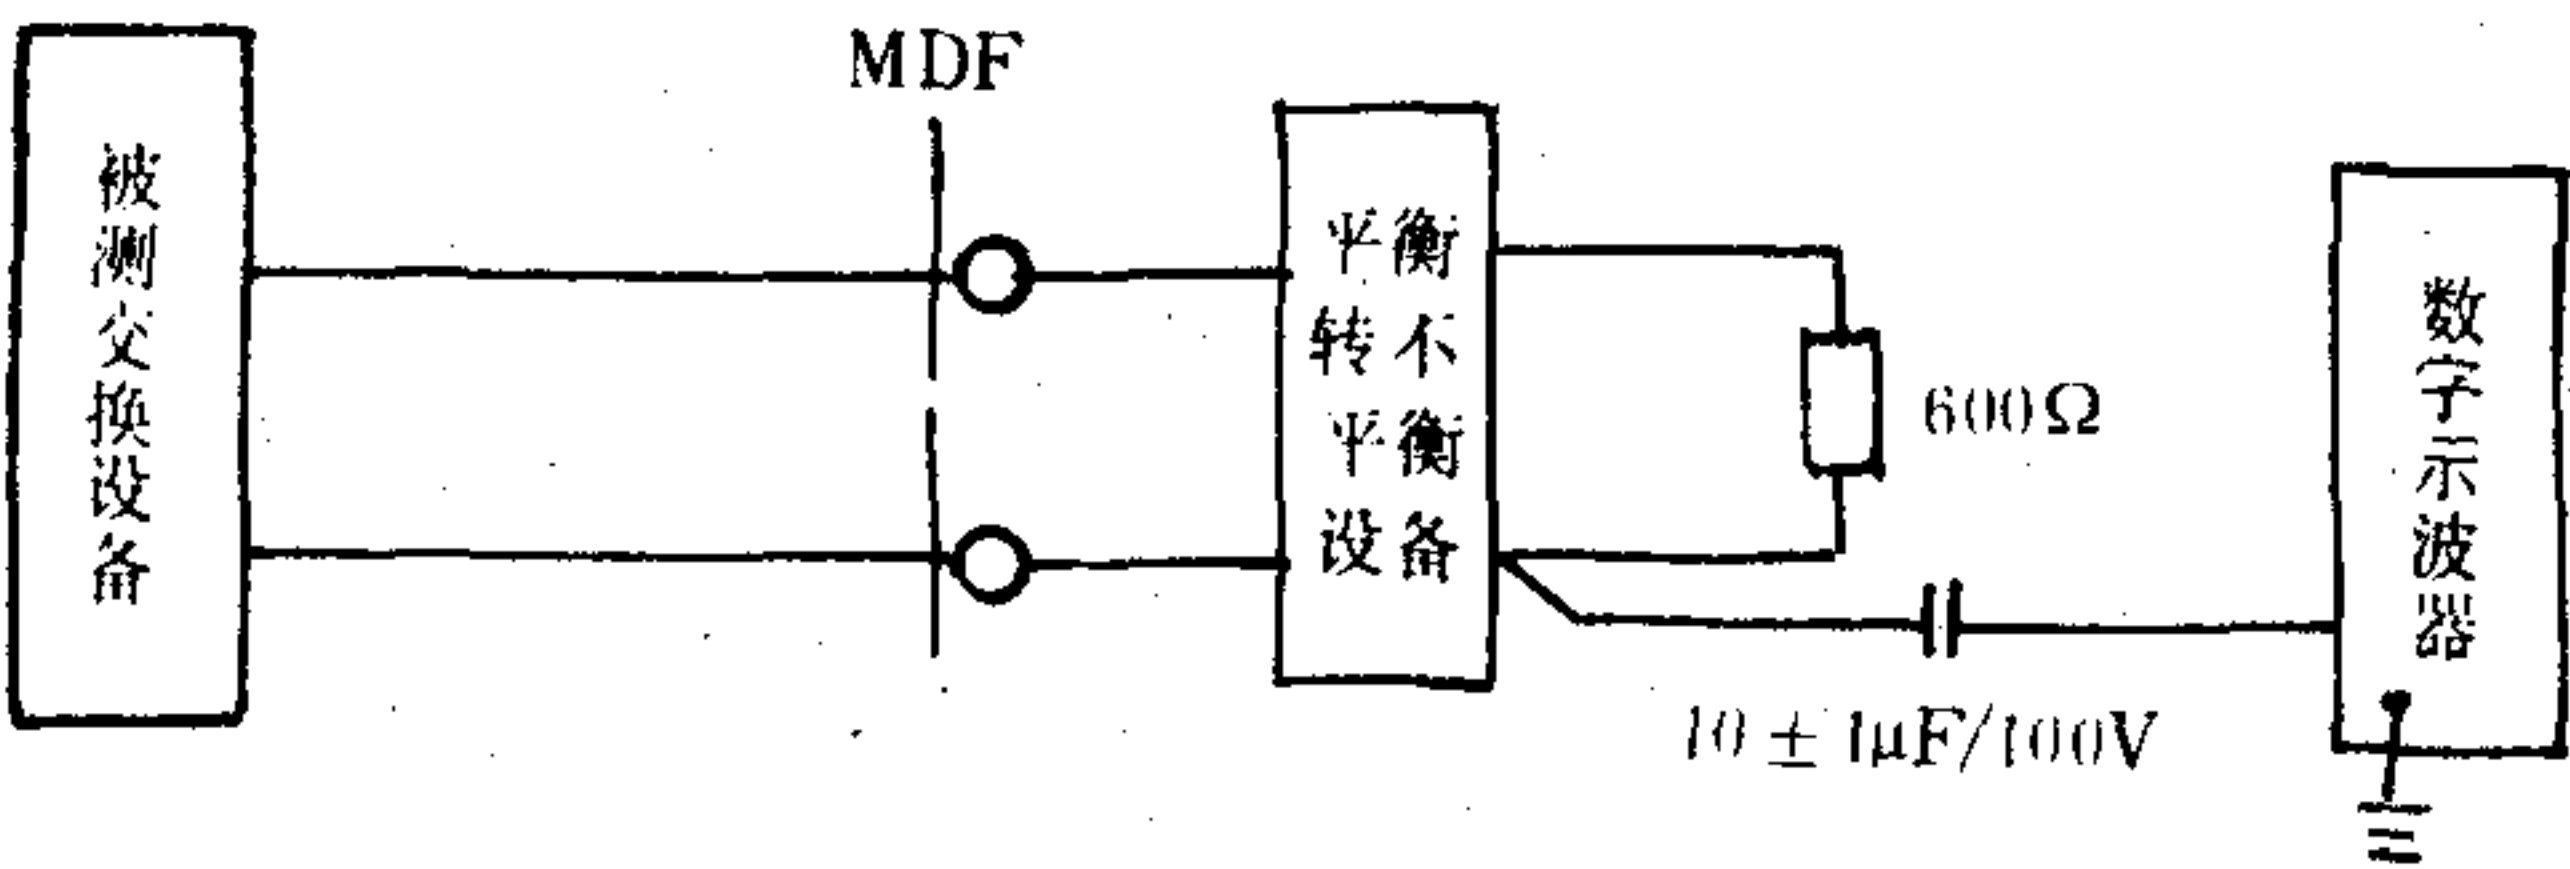 被测交换设备
MDF
平衡
转不
平衡
设备
600Ω
10±1μF/100V
数字示波器